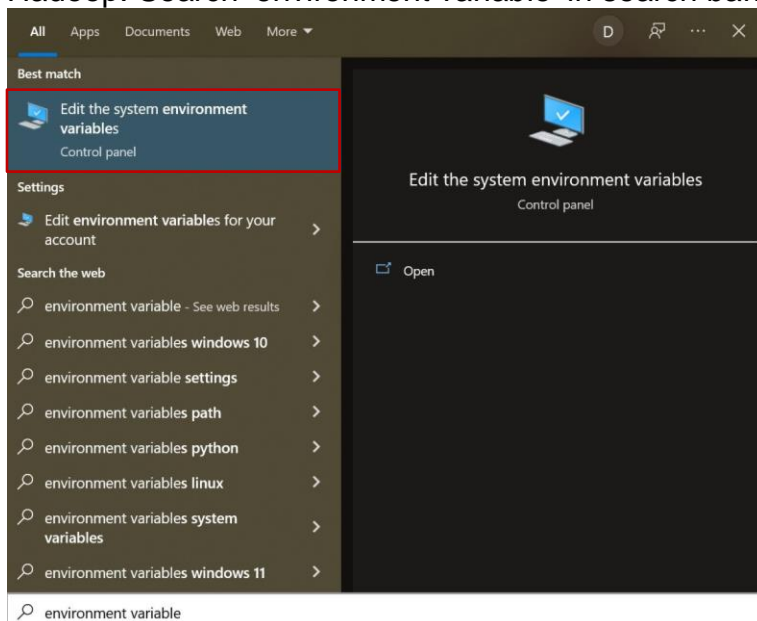 Hadoop: Search 'environment variable' in search bar.
All Apps Documents Web More
D
Best match
Edit the system environment
variables
Control panel
Settings
Edit environment variables for your
account
Search the web
environment variable - See web results
environment variables windows 10
environment variable settings
environment variables path
environment variables python
environment variables linux
environment variables system
variables
environment variables windows 11
environment variable
Edit the system environment variables
Control panel
Open